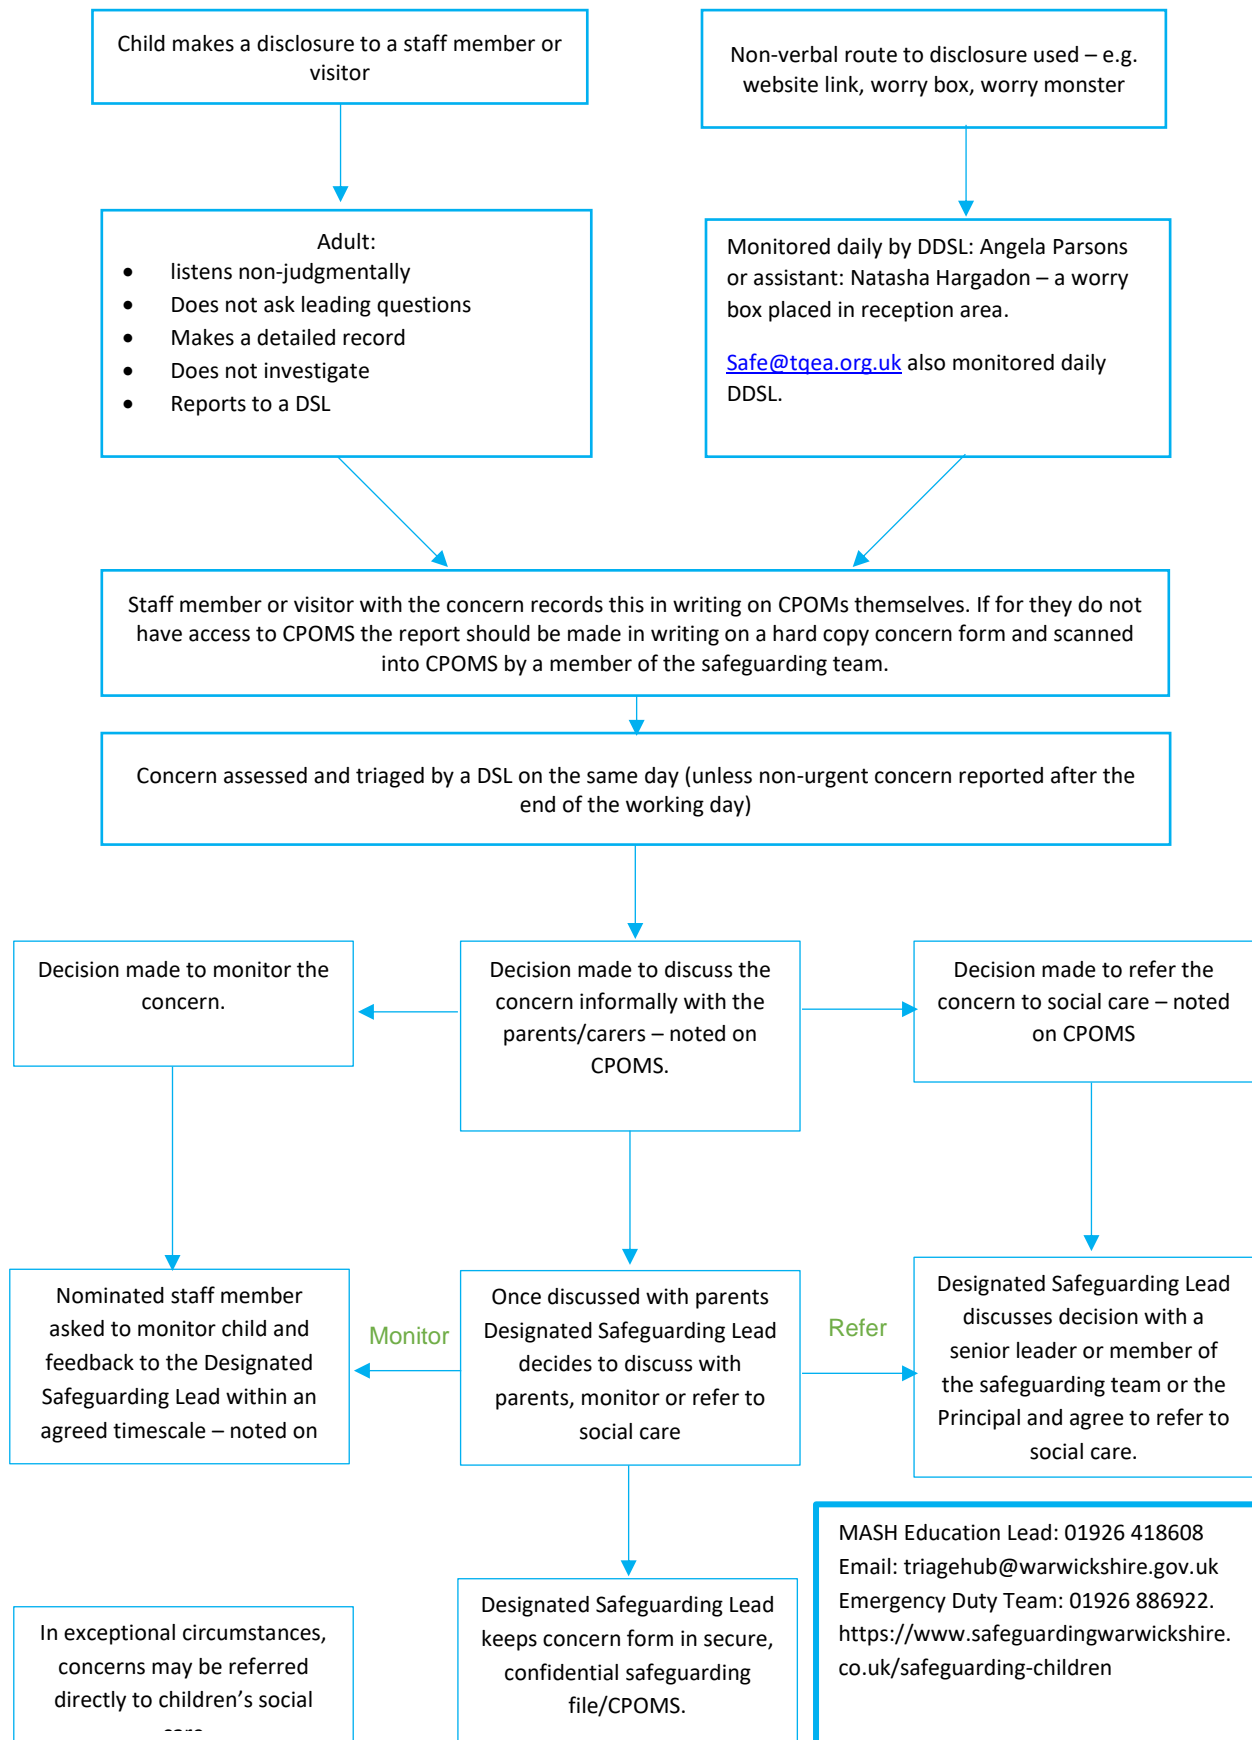 Child makes a disclosure to a staff member or
visitor
Non-verbal route to disclosure used – e.g.
website link, worry box, worry monster
Adult:
• listens non-judgmentally
• Does not ask leading questions
• Makes a detailed record
• Does not investigate
• Reports to a DSL
Monitored daily by DDSL: Angela Parsons
or assistant: Natasha Hargadon – a worry
box placed in reception area.
Safe@tqea.org.uk also monitored daily
DDSL.
Staff member or visitor with the concern records this in writing on CPOMs themselves. If for they do not
have access to CPOMS the report should be made in writing on a hard copy concern form and scanned
into CPOMS by a member of the safeguarding team.
Concern assessed and triaged by a DSL on the same day (unless non-urgent concern reported after the
end of the working day)
Decision made to monitor the
concern.
Decision made to discuss the
concern informally with the
parents/carers – noted on
CPOMS.
Decision made to refer the
concern to social care – noted
on CPOMS
Nominated staff member
asked to monitor child and
feedback to the Designated
Safeguarding Lead within an
agreed timescale – noted on
Monitor
Once discussed with parents
Designated Safeguarding Lead
decides to discuss with
parents, monitor or refer to
social care
Refer
Designated Safeguarding Lead
discusses decision with a
senior leader or member of
the safeguarding team or the
Principal and agree to refer to
social care.
In exceptional circumstances,
concerns may be referred
directly to children’s social
Designated Safeguarding Lead
keeps concern form in secure,
confidential safeguarding
file/CPOMS.
MASH Education Lead: 01926 418608
Email: triagehub@warwickshire.gov.uk
Emergency Duty Team: 01926 886922.
https://www.safeguardingwarwickshire.
co.uk/safeguarding-children